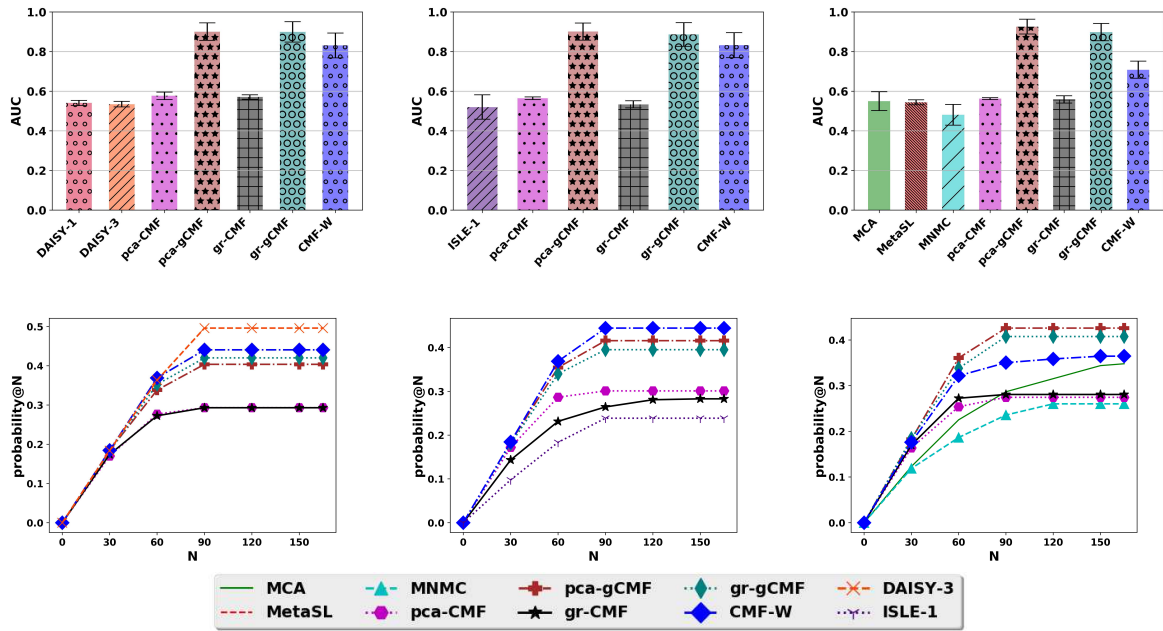 1.0
0.8
0.6
0.4
0.2
0.0
AUC
DAISY-1
DAISY-3
pca-CMF
pca-gCMF
gr-CMF
gr-gCMF
CMF-W
1.0
0.8
0.6
0.4
0.2
0.0
AUC
ISLE-1
pca-CMF
pca-gCMF
gr-CMF
gr-gCMF
CMF-W
1.0
0.8
0.6
0.4
0.2
0.0
AUC
MCA
MetaSL
MNMC
pca-CMF
pca-gCMF
gr-CMF
gr-gCMF
CMF-W
0.5
0.4
0.3
0.2
0.1
0.0
probability@N
0 30 60 90 120 150
N
0.4
0.3
0.2
0.1
0.0
probability@N
0 30 60 90 120 150
N
0.4
0.3
0.2
0.1
0.0
probability@N
0 30 60 90 120 150
N
MCA MNMC pca-gCMF gr-gCMF DAISY-3
MetaSL pca-CMF gr-CMF CMF-W ISLE-1